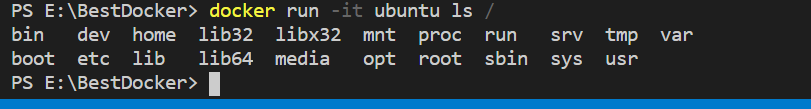 PS E:\BestDocker> docker run -it ubuntu ls /
bin dev home lib32 libx32 mnt proc run srv tmp var
boot etc lib lib64 media opt root sbin sys usr
PS E:\BestDocker>